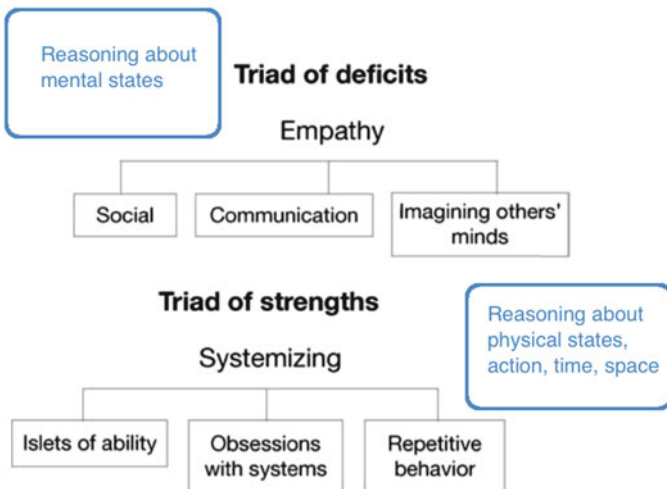 Reasoning about
mental states
Triad of deficits
Empathy
Social
Communication
Imagining others'
minds
Triad of strengths
Reasoning about
physical states,
action, time, space
Systemizing
Islets of ability
Obsessions
with systems
Repetitive
behavior